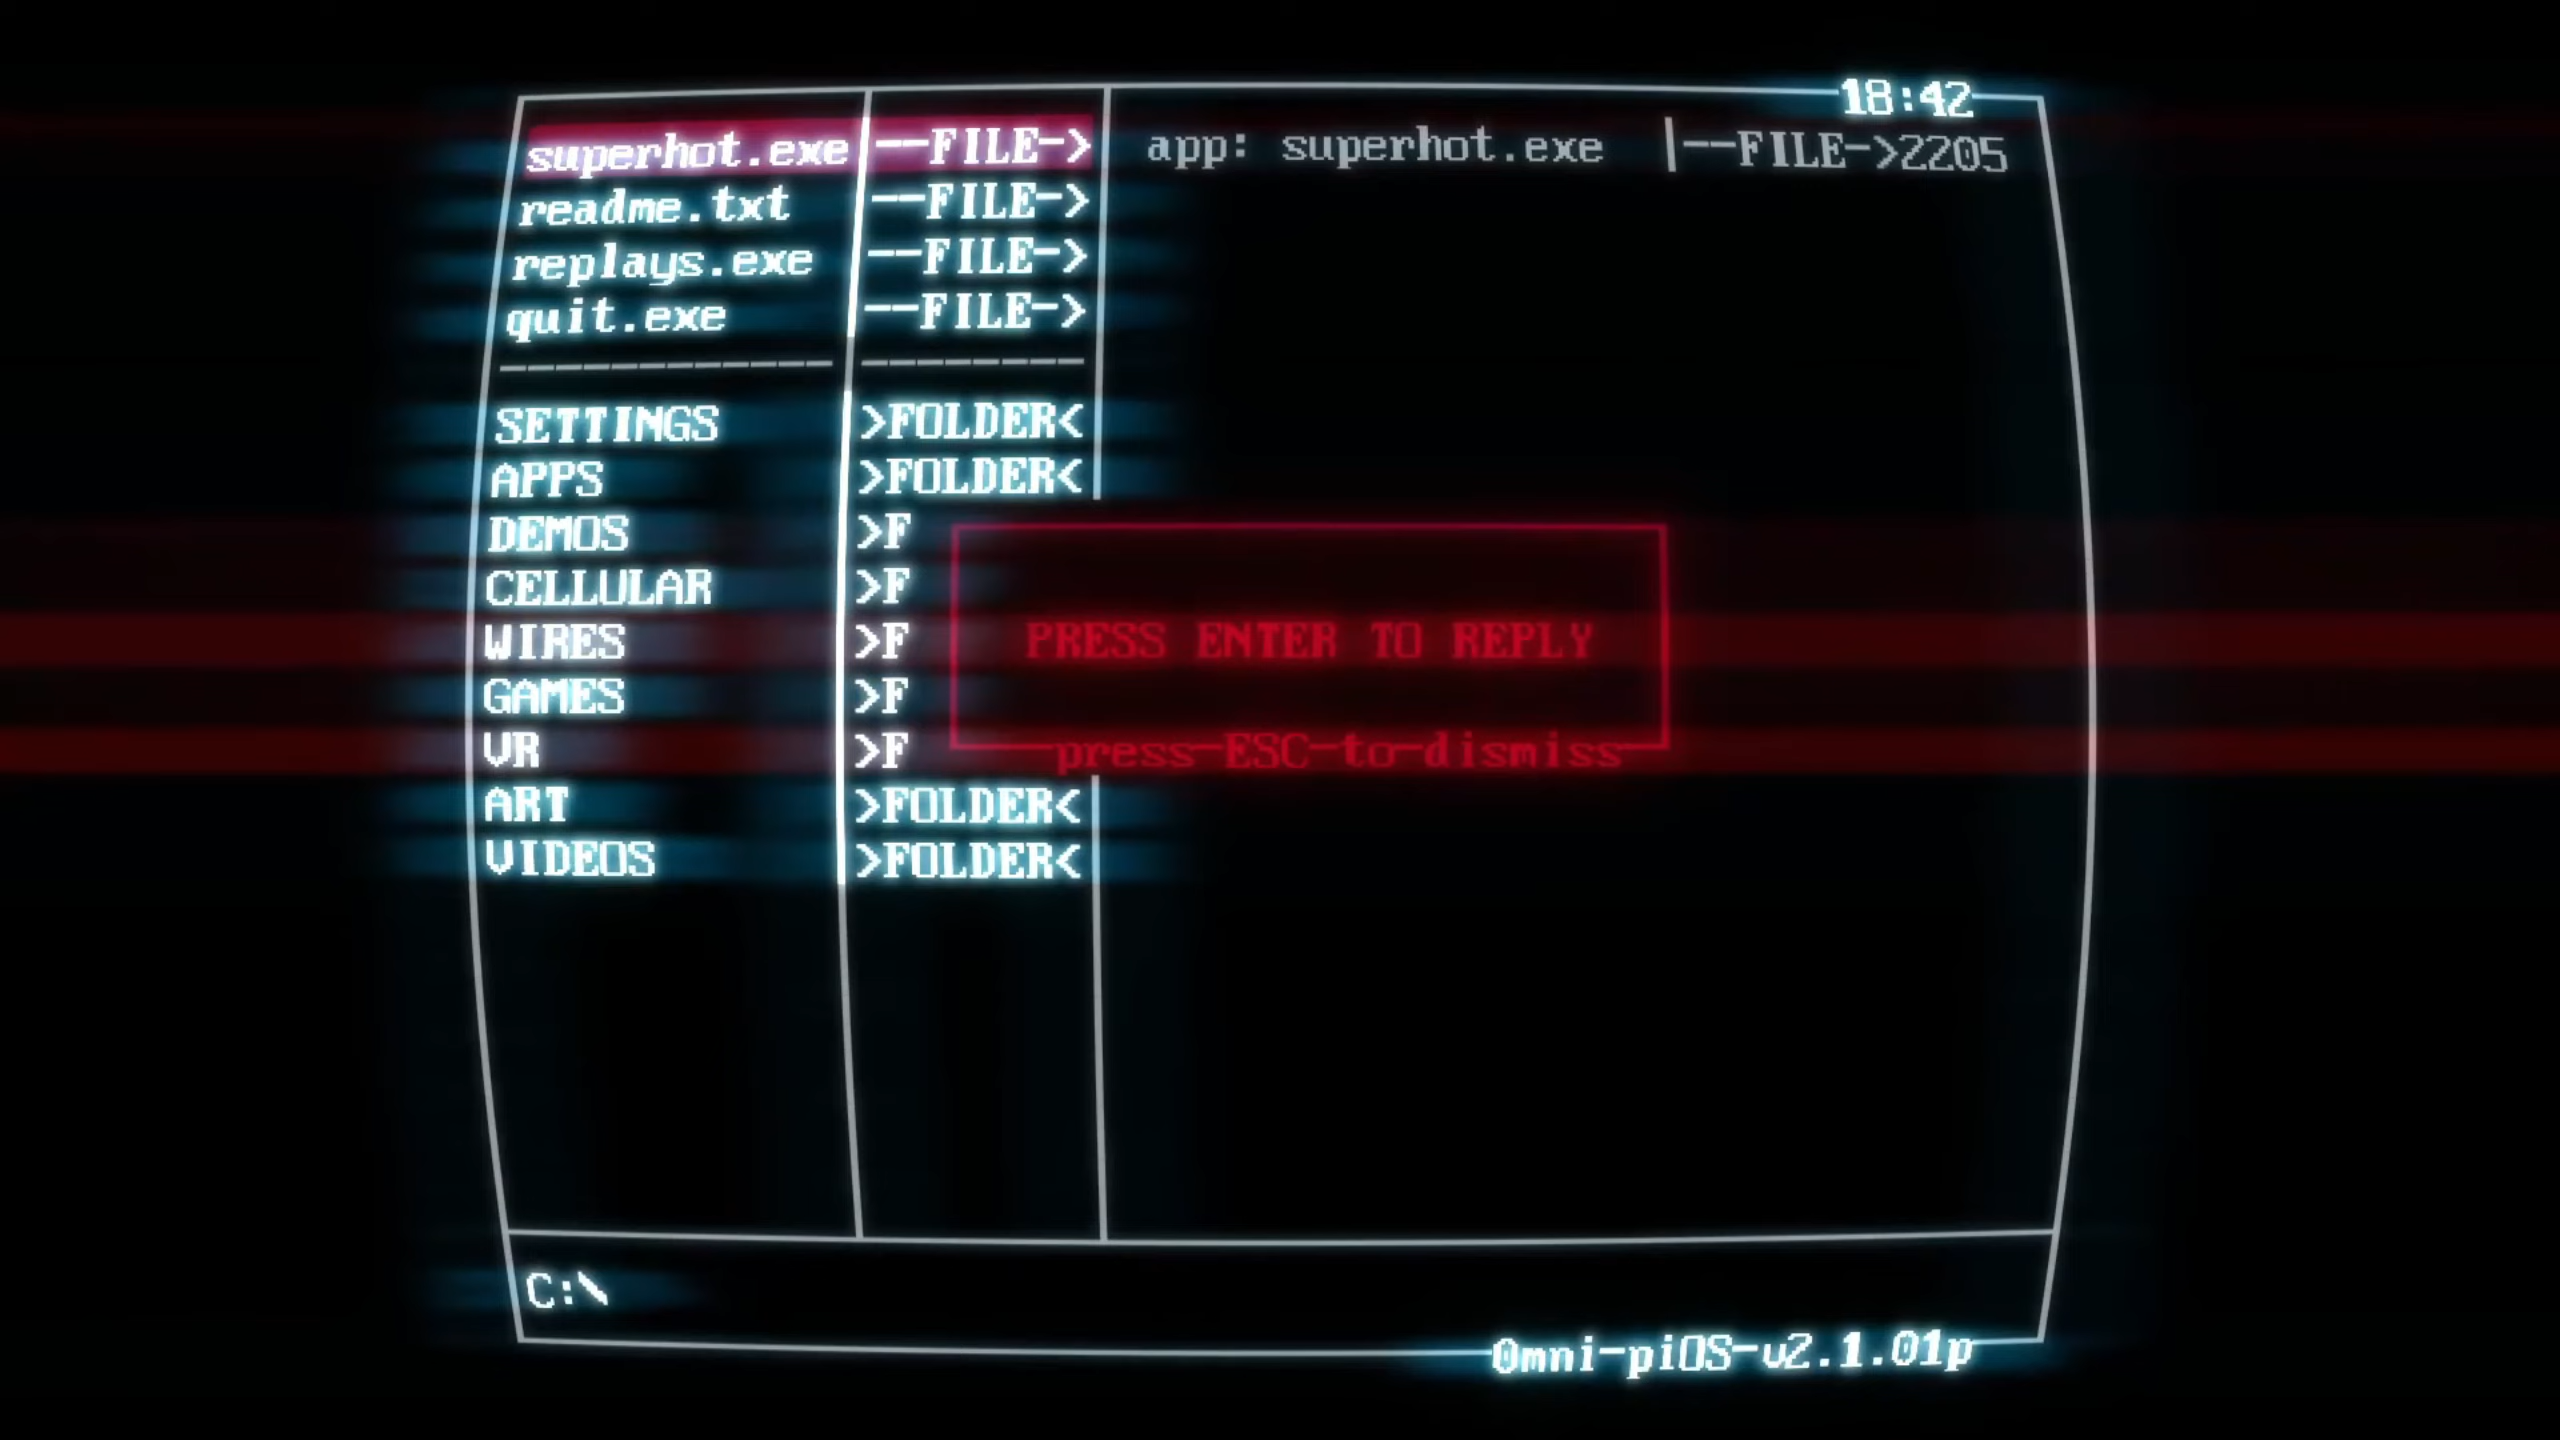 18:42
superhot.exe --FILE-> app: superhot.exe |--FILE->2205
readme.txt --FILE->
replays.exe --FILE->
quit.exe --FILE->
SETTINGS >FOLDER<
APPS >FOLDER<
DEMOS >F
CELLULAR >F
WIRES >F PRESS ENTER TO REPLY
GAMES >F
VR >F press-ESC-to-dismiss
ART >FOLDER<
VIDEOS >FOLDER<
C:\
0mni-piOS-v2.1.01p